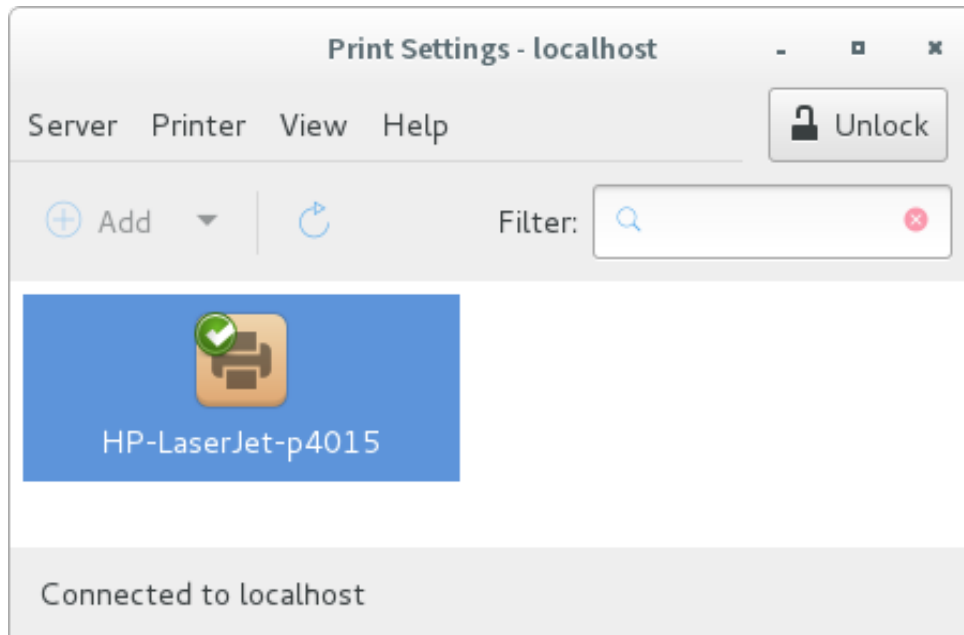 Print Settings - localhost
Server Printer View Help Unlock
Add Filter:
HP-LaserJet-p4015
Connected to localhost